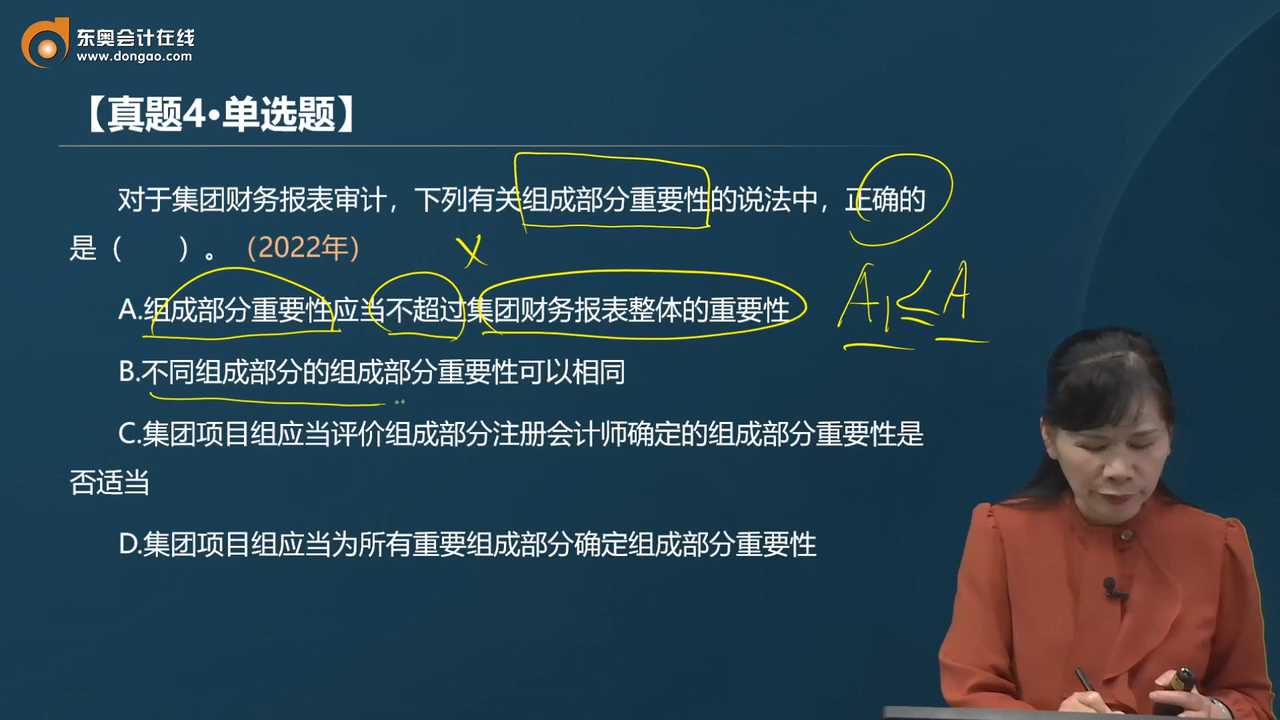 东奥会计在线
www.dongao.com
【真题4·单选题】
对于集团财务报表审计，下列有关组成部分重要性的说法中，正确的
是（　　）。（2022年）
X
A.组成部分重要性应当不超过集团财务报表整体的重要性
A₁≤A
B.不同组成部分的组成部分重要性可以相同
C.集团项目组应当评价组成部分注册会计师确定的组成部分重要性是
否适当
D.集团项目组应当为所有重要组成部分确定组成部分重要性